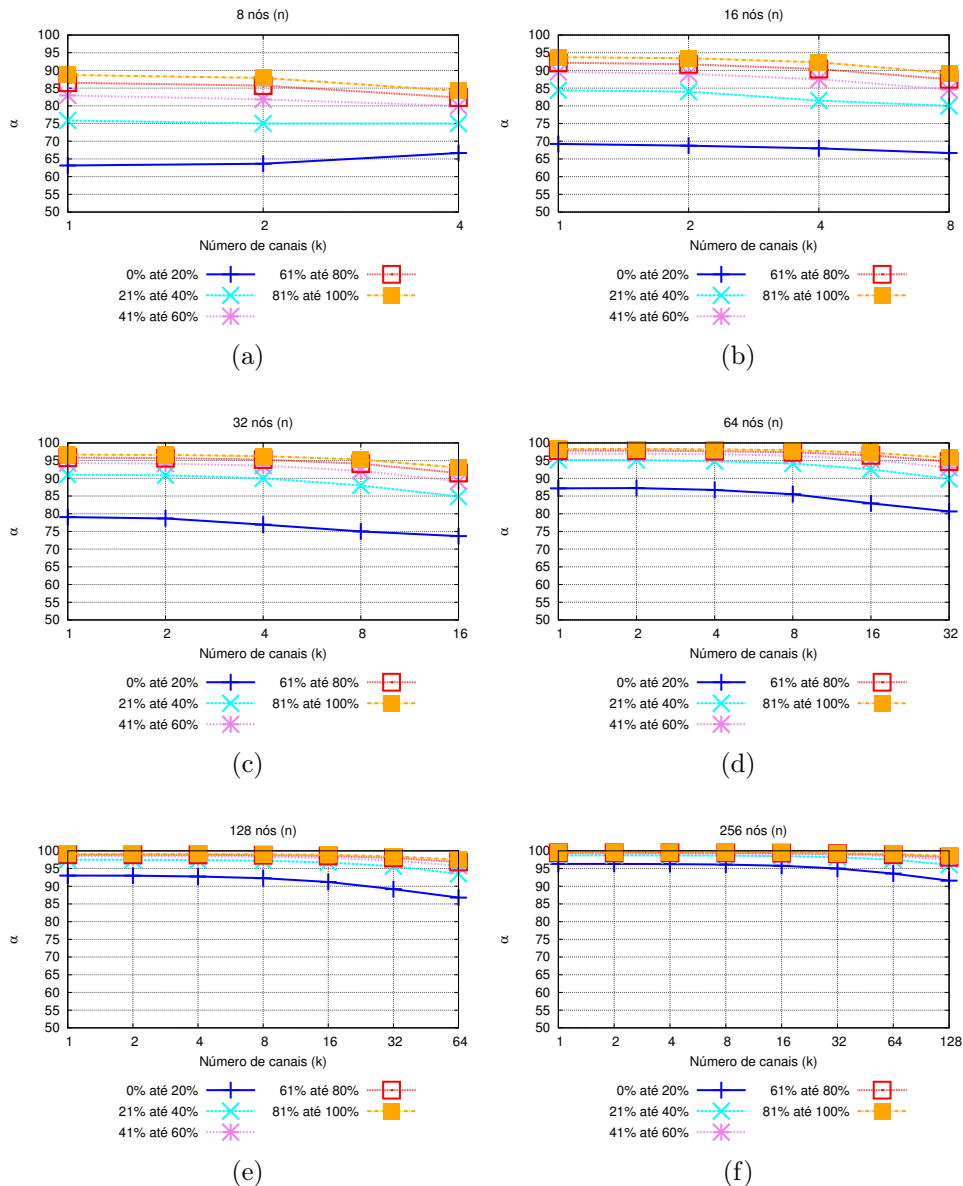 8 nós (n)
100
95
90
85
80
75
70
65
60
55
50
α
1 2 4
Número de canais (k)
0% até 20% 61% até 80%
21% até 40% 81% até 100%
41% até 60%
(a)
16 nós (n)
100
95
90
85
80
75
70
65
60
55
50
α
1 2 4 8
Número de canais (k)
0% até 20% 61% até 80%
21% até 40% 81% até 100%
41% até 60%
(b)
32 nós (n)
100
95
90
85
80
75
70
65
60
55
50
α
1 2 4 8 16
Número de canais (k)
0% até 20% 61% até 80%
21% até 40% 81% até 100%
41% até 60%
(c)
64 nós (n)
100
95
90
85
80
75
70
65
60
55
50
α
1 2 4 8 16 32
Número de canais (k)
0% até 20% 61% até 80%
21% até 40% 81% até 100%
41% até 60%
(d)
128 nós (n)
100
95
90
85
80
75
70
65
60
55
50
α
1 2 4 8 16 32 64
Número de canais (k)
0% até 20% 61% até 80%
21% até 40% 81% até 100%
41% até 60%
(e)
256 nós (n)
100
95
90
85
80
75
70
65
60
55
50
α
1 2 4 8 16 32 64 128
Número de canais (k)
0% até 20% 61% até 80%
21% até 40% 81% até 100%
41% até 60%
(f)